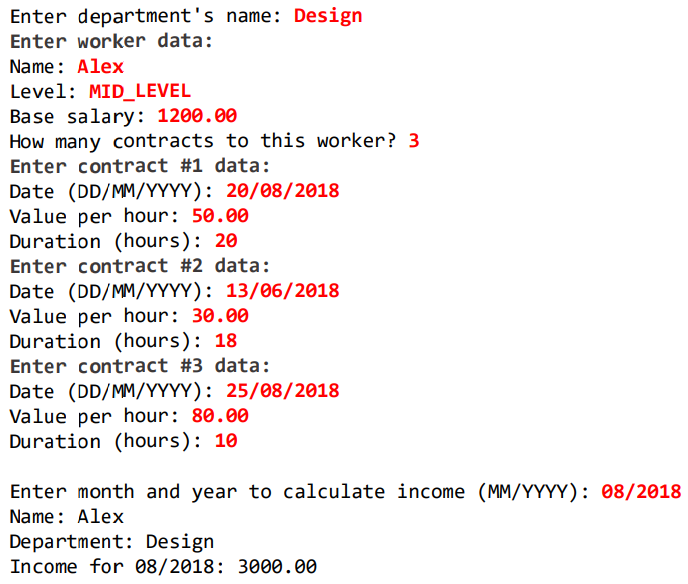 Enter department's name: Design
Enter worker data:
Name: Alex
Level: MID_LEVEL
Base salary: 1200.00
How many contracts to this worker? 3
Enter contract #1 data:
Date (DD/MM/YYYY): 20/08/2018
Value per hour: 50.00
Duration (hours): 20
Enter contract #2 data:
Date (DD/MM/YYYY): 13/06/2018
Value per hour: 30.00
Duration (hours): 18
Enter contract #3 data:
Date (DD/MM/YYYY): 25/08/2018
Value per hour: 80.00
Duration (hours): 10
Enter month and year to calculate income (MM/YYYY): 08/2018
Name: Alex
Department: Design
Income for 08/2018: 3000.00